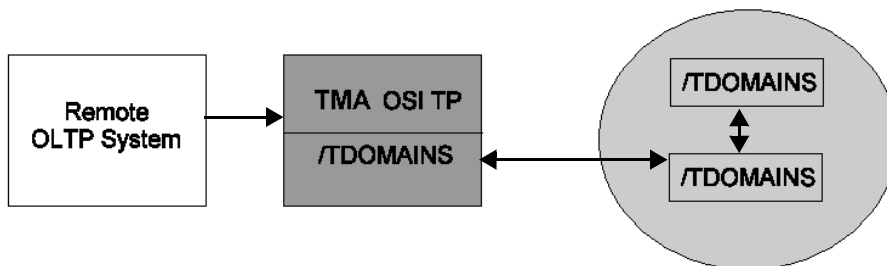 Remote
OLTP System
TMA OSI TP
/TDOMAINS
/TDOMAINS
/TDOMAINS